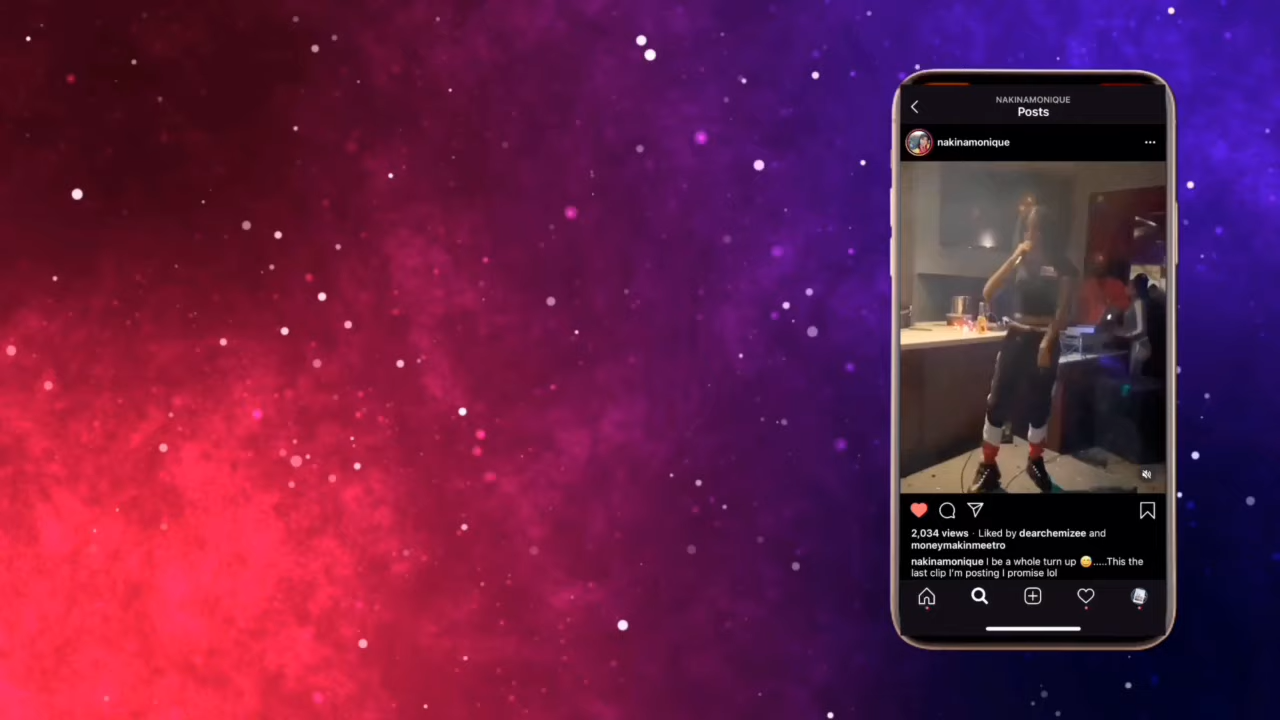 NAKINAMONIQUE
Posts
nakinamonique
2,034 views · Liked by dearchemizee and
moneymakinmeetro
nakinamonique I be a whole turn up 😅.....This the
last clip I'm posting I promise lol